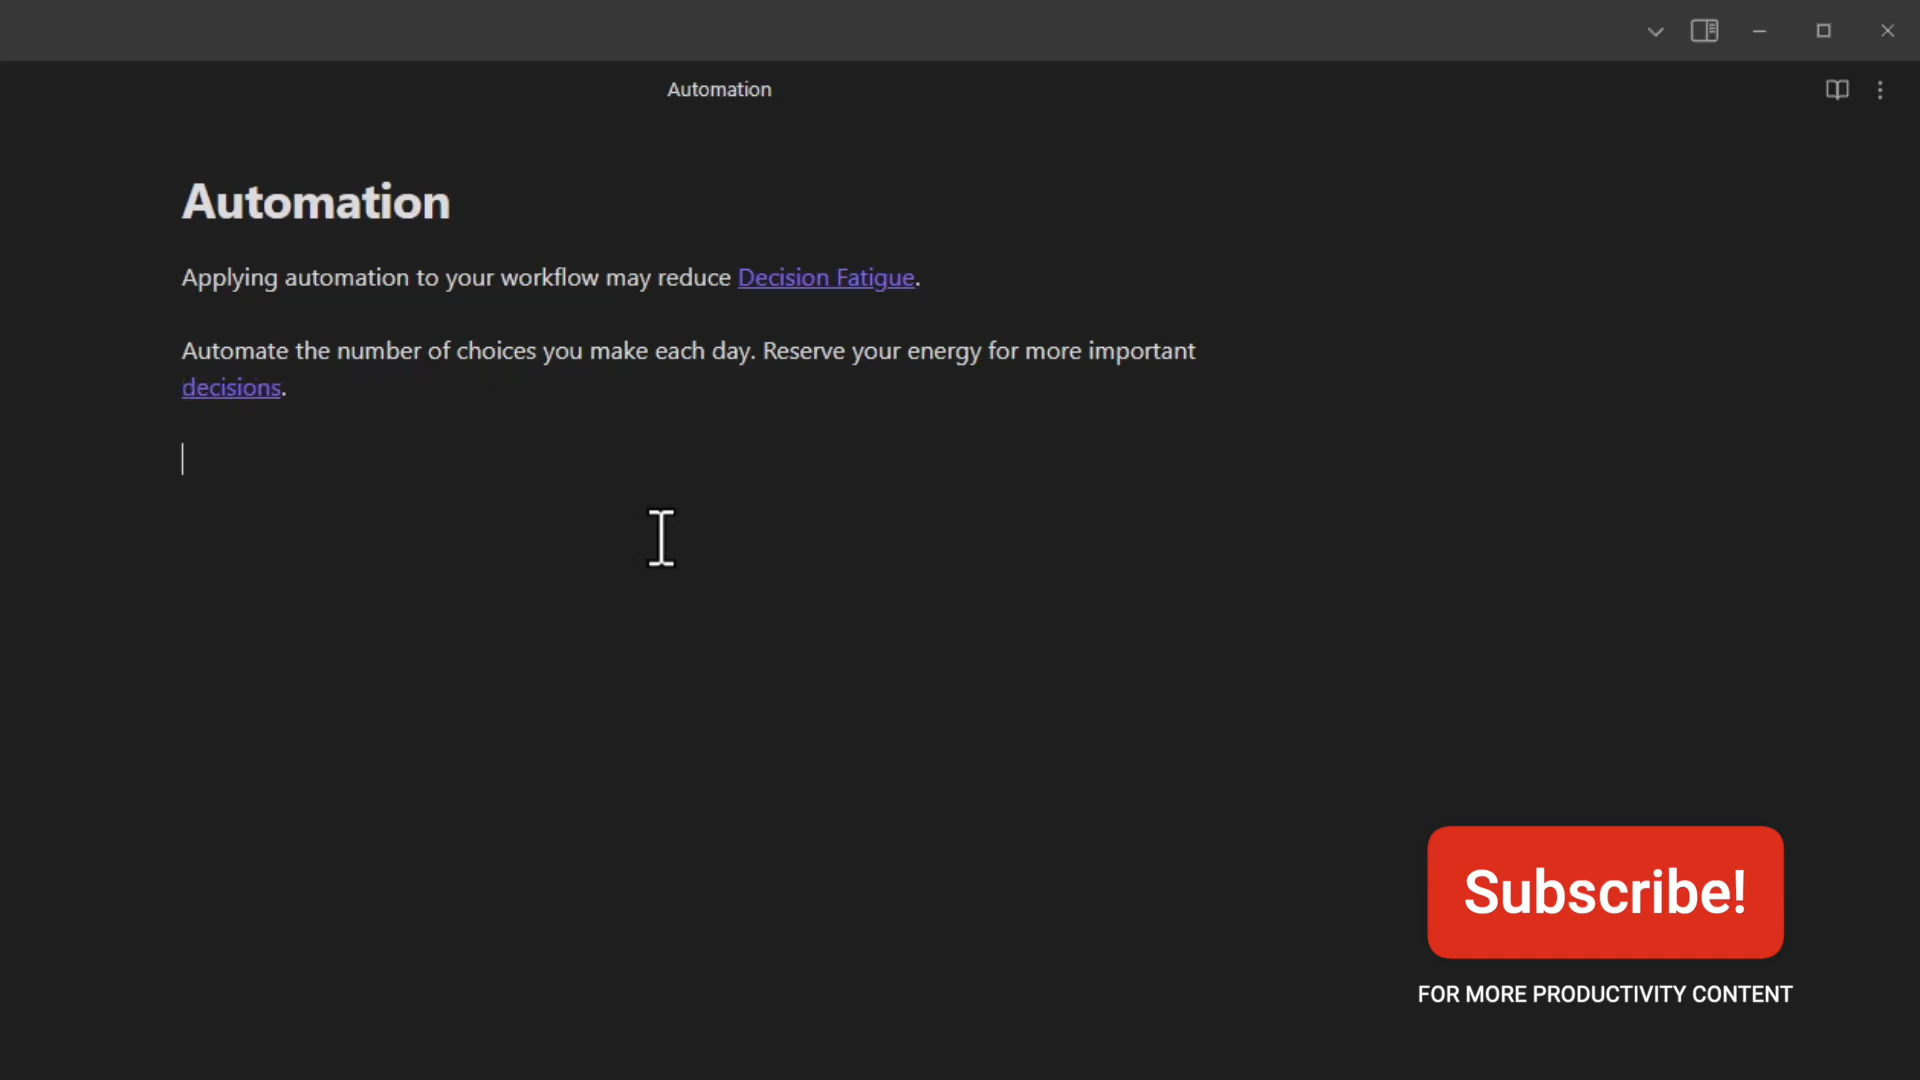 Automation
Automation
Applying automation to your workflow may reduce Decision Fatigue.
Automate the number of choices you make each day. Reserve your energy for more important
decisions.
Subscribe!
FOR MORE PRODUCTIVITY CONTENT